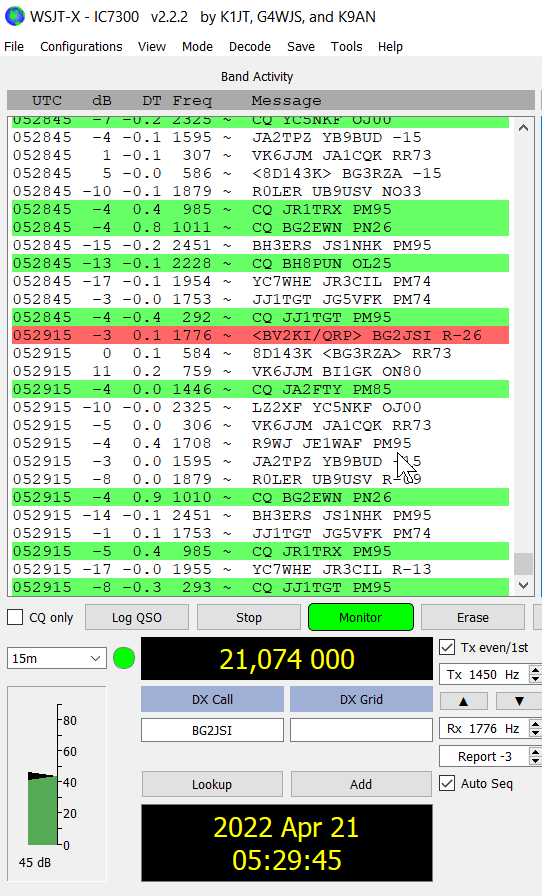 WSJT-X - IC7300 v2.2.2 by K1JT, G4WJS, and K9AN
File Configurations View Mode Decode Save Tools Help
Band Activity
UTC dB DT Freq Message
052845 -7 -0.2 2325 ~ CQ YC5NKF OJ00
052845 -4 -0.1 1595 ~ JA2TPZ YB9BUD -15
052845 1 -0.1 307 ~ VK6JJM JA1CQK RR73
052845 5 -0.0 586 ~ <8D143K> BG3RZA -15
052845 -10 -0.1 1879 ~ R0LER UB9USV NO33
052845 -4 0.4 985 ~ CQ JR1TRX PM95
052845 -4 0.8 1011 ~ CQ BG2EWN PN26
052845 -15 -0.2 2451 ~ BH3ERS JS1NHK PM95
052845 -13 -0.1 2228 ~ CQ BH8PUN OL25
052845 -17 -0.1 1954 ~ YC7WHE JR3CIL PM74
052845 -3 -0.0 1753 ~ JJ1TGT JG5VFK PM74
052845 -4 -0.4 292 ~ CQ JJ1TGT PM95
052915 -3 0.1 1776 ~ <BV2KI/QRP> BG2JSI R-26
052915 0 0.1 584 ~ 8D143K <BG3RZA> RR73
052915 11 0.2 759 ~ VK6JJM BI1GK ON80
052915 -4 0.0 1446 ~ CQ JA2FTY PM85
052915 -10 -0.0 2325 ~ LZ2XF YC5NKF OJ00
052915 -5 0.0 306 ~ VK6JJM JA1CQK RR73
052915 -4 0.4 1708 ~ R9WJ JE1WAF PM95
052915 -3 0.0 1595 ~ JA2TPZ YB9BUD -15
052915 -8 0.0 1879 ~ R0LER UB9USV
052915 -4 0.9 1010 ~ CQ BG2EWN PN26
052915 -14 -0.1 2451 ~ BH3ERS JS1NHK PM95
052915 -1 0.1 1753 ~ JJ1TGT JG5VFK PM74
052915 -5 0.4 985 ~ CQ JR1TRX PM95
052915 -17 -0.0 1955 ~ YC7WHE JR3CIL R-13
052915 -8 -0.3 293 ~ CQ JJ1TGT PM95
CQ only Log QSO Stop Monitor Erase
15m 21,074 000 Tx even/1st
Tx 1450 Hz
DX Call DX Grid
BG2JSI Rx 1776 Hz
Report -3
Lookup Add Auto Seq
80
60
40
20
0
45 dB
2022 Apr 21
05:29:45